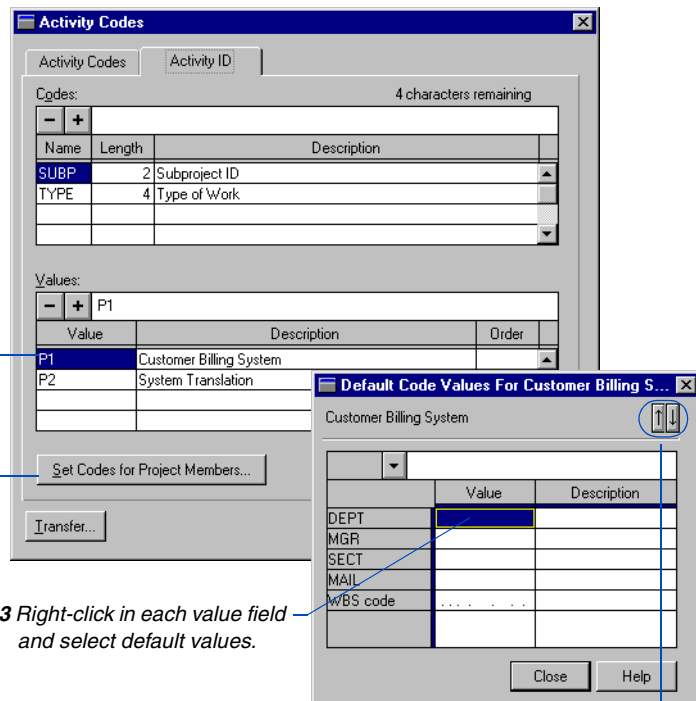 Activity Codes
Activity Codes
Activity ID
Codes:
4 characters remaining
− +
Name Length Description
SUBP 2 Subproject ID
TYPE 4 Type of Work
Values:
− + P1
Value Description Order
P1 Customer Billing System
P2 System Translation
Set Codes for Project Members...
Transfer...
Default Code Values For Customer Billing S...
Customer Billing System
Value Description
DEPT
MGR
SECT
MAIL
WBS code .... . . .
Close Help
3 Right-click in each value field
and select default values.